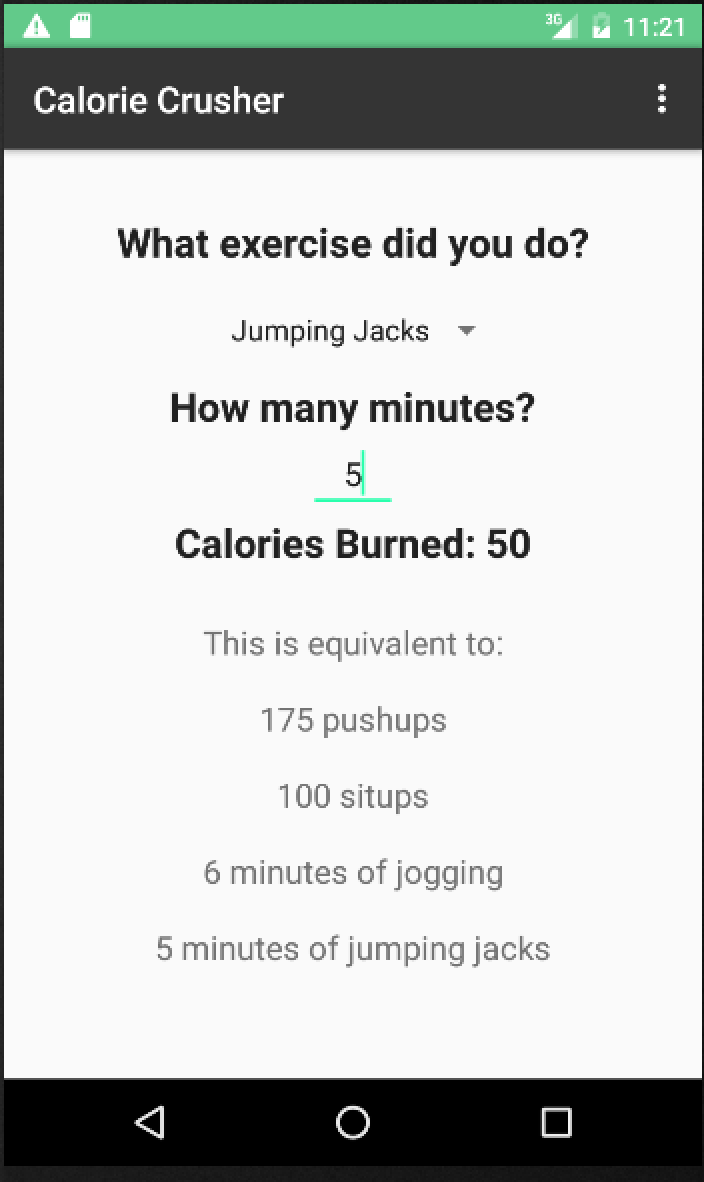 3G 11:21
Calorie Crusher
What exercise did you do?
Jumping Jacks
How many minutes?
5
Calories Burned: 50
This is equivalent to:
175 pushups
100 situps
6 minutes of jogging
5 minutes of jumping jacks